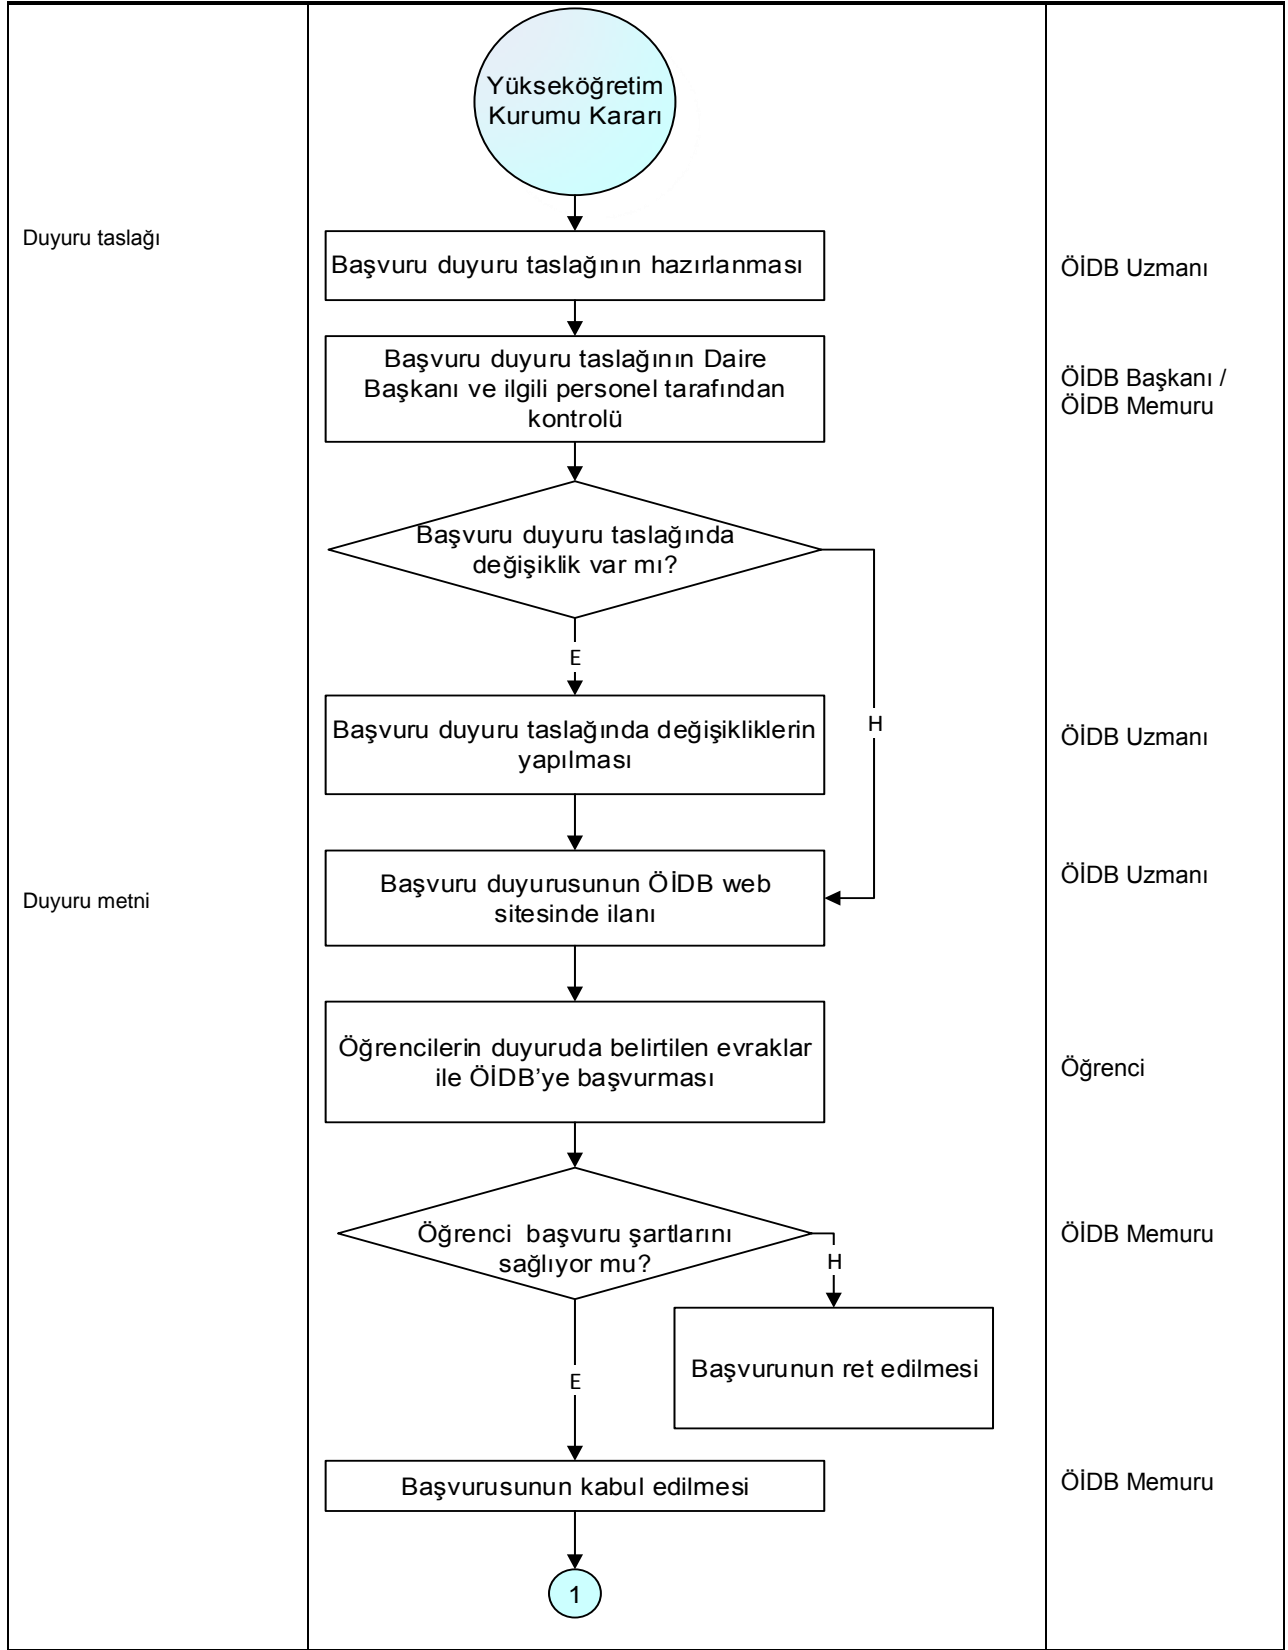 Yükseköğretim
Kurumu Kararı
Duyuru taslağı
Başvuru duyuru taslağının hazırlanması
ÖİDB Uzmanı
Başvuru duyuru taslağının Daire
Başkanı ve ilgili personel tarafından
kontrolü
ÖİDB Başkanı /
ÖİDB Memuru
Başvuru duyuru taslağında
değişiklik var mı?
E
H
Başvuru duyuru taslağında değişikliklerin
yapılması
ÖİDB Uzmanı
Duyuru metni
Başvuru duyurusunun ÖİDB web
sitesinde ilanı
ÖİDB Uzmanı
Öğrencilerin duyuruda belirtilen evraklar
ile ÖİDB’ye başvurması
Öğrenci
Öğrenci başvuru şartlarını
sağlıyor mu?
ÖİDB Memuru
H
Başvurunun ret edilmesi
E
Başvurusunun kabul edilmesi
ÖİDB Memuru
1